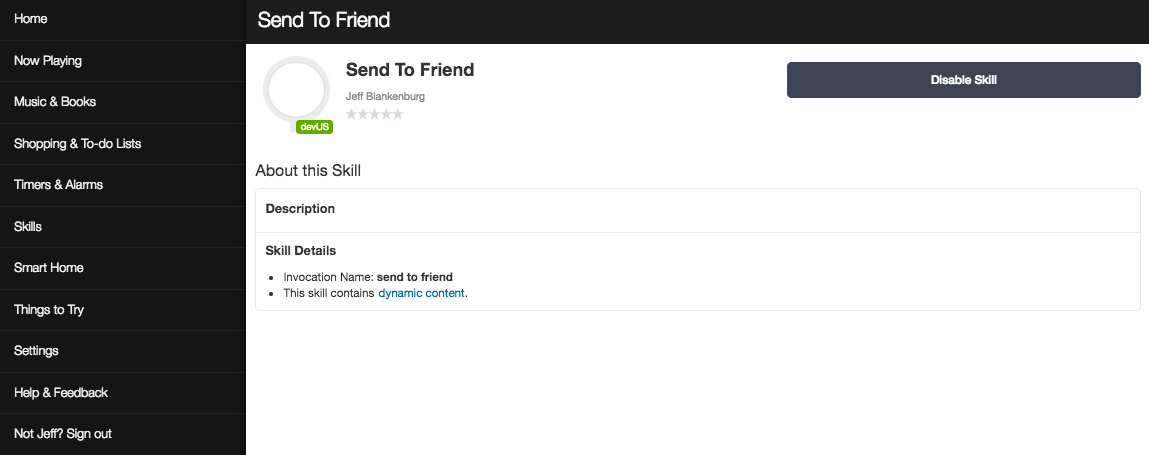 Home
Now Playing
Music & Books
Shopping & To-do Lists
Timers & Alarms
Skills
Smart Home
Things to Try
Settings
Help & Feedback
Not Jeff? Sign out
Send To Friend
Send To Friend
Jeff Blankenburg
devUS
Disable Skill
About this Skill
Description
Skill Details
Invocation Name: send to friend
This skill contains dynamic content.